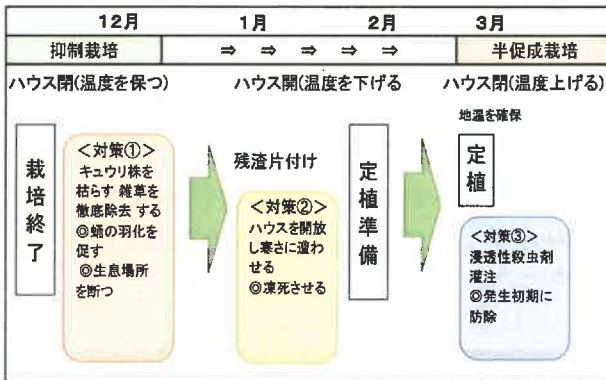 12月 1月 2月 3月
抑制栽培 ⇒ ⇒ ⇒ ⇒ ⇒ 半促成栽培
ハウス閉(温度を保つ) ハウス開(温度を下げる ハウス閉(温度上げる)
栽培終了
<対策①>
キュウリ株を
枯らす 雑草を
徹底除去 する
◎蛹の羽化を
促す
◎生息場所
を断つ
残渣片付け
<対策②>
ハウスを開放
し寒さに遭わ
せる
◎凍死させる
定植準備
地温を確保
定植
<対策③>
浸透性殺虫剤
灌注
◎発生初期に
防除